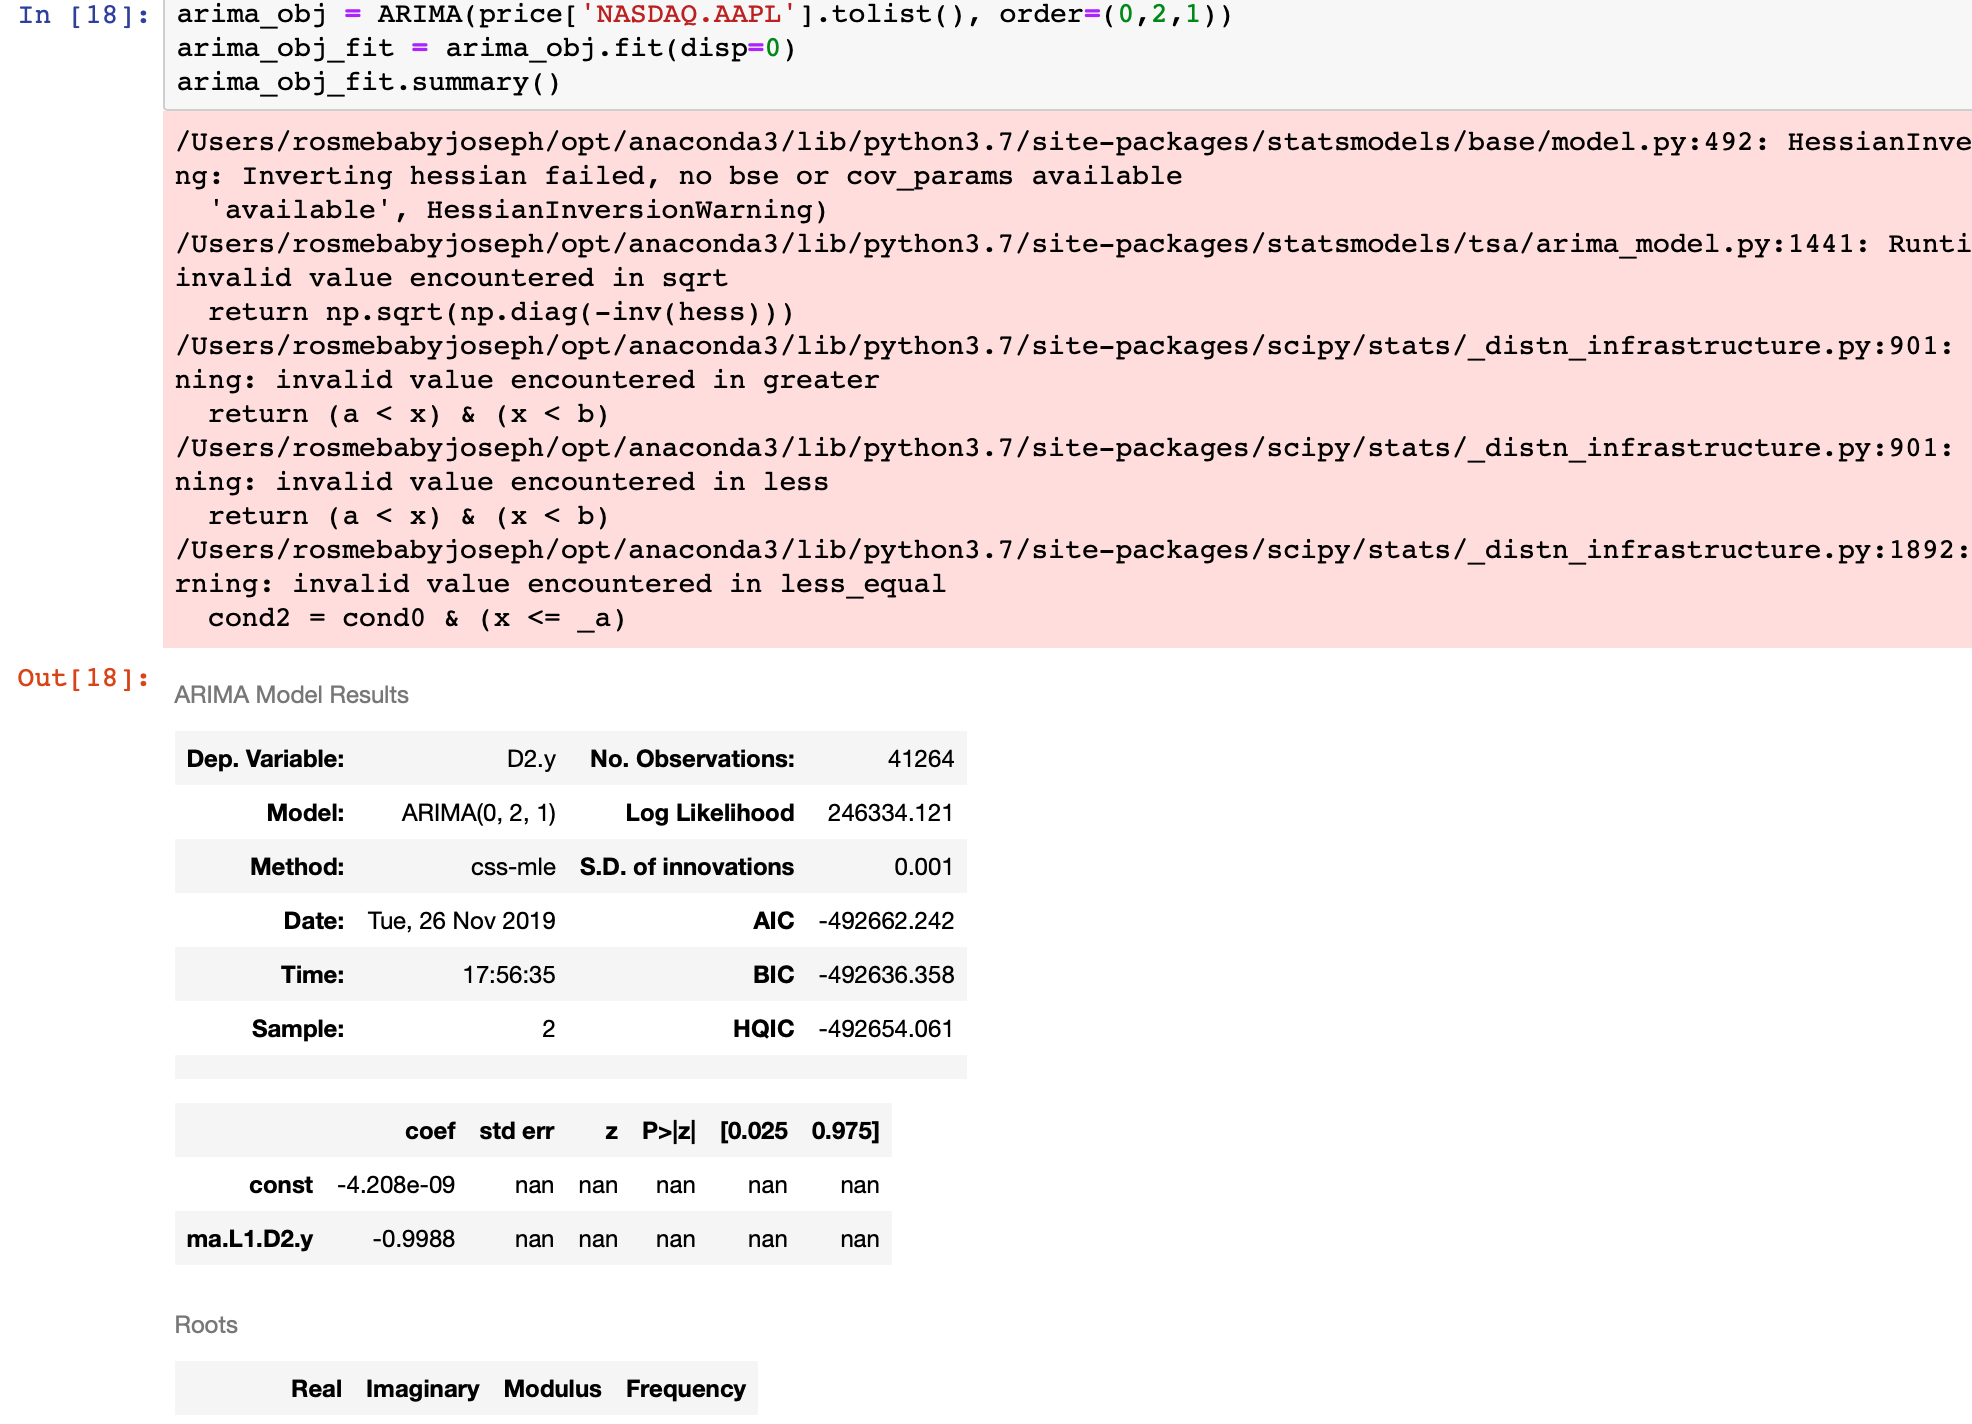 In [18]: arima_obj = ARIMA(price['NASDAQ.AAPL'].tolist(), order=(0,2,1))
arima_obj_fit = arima_obj.fit(disp=0)
arima_obj_fit.summary()
/Users/rosmebabyjoseph/opt/anaconda3/lib/python3.7/site-packages/statsmodels/base/model.py:492: HessianInve
ng: Inverting hessian failed, no bse or cov_params available
  'available', HessianInversionWarning)
/Users/rosmebabyjoseph/opt/anaconda3/lib/python3.7/site-packages/statsmodels/tsa/arima_model.py:1441: Runti
invalid value encountered in sqrt
  return np.sqrt(np.diag(-inv(hess)))
/Users/rosmebabyjoseph/opt/anaconda3/lib/python3.7/site-packages/scipy/stats/_distn_infrastructure.py:901:
ning: invalid value encountered in greater
  return (a < x) & (x < b)
/Users/rosmebabyjoseph/opt/anaconda3/lib/python3.7/site-packages/scipy/stats/_distn_infrastructure.py:901:
ning: invalid value encountered in less
  return (a < x) & (x < b)
/Users/rosmebabyjoseph/opt/anaconda3/lib/python3.7/site-packages/scipy/stats/_distn_infrastructure.py:1892:
rning: invalid value encountered in less_equal
  cond2 = cond0 & (x <= _a)
Out[18]:
ARIMA Model Results
Dep. Variable: D2.y No. Observations: 41264
Model: ARIMA(0, 2, 1) Log Likelihood 246334.121
Method: css-mle S.D. of innovations 0.001
Date: Tue, 26 Nov 2019 AIC -492662.242
Time: 17:56:35 BIC -492636.358
Sample: 2 HQIC -492654.061
coef std err z P>|z| [0.025 0.975]
const -4.208e-09 nan nan nan nan nan
ma.L1.D2.y -0.9988 nan nan nan nan nan
Roots
Real Imaginary Modulus Frequency